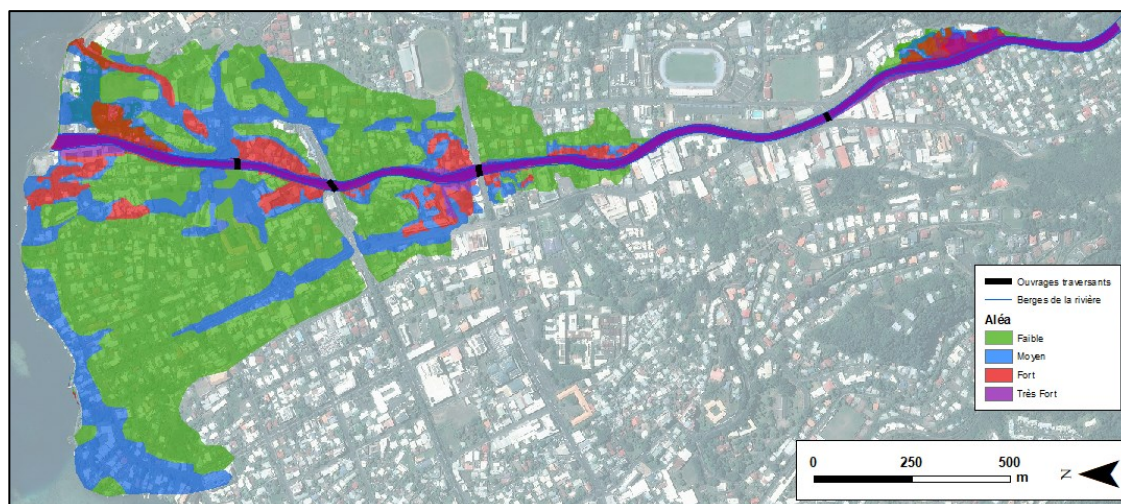 Ouvrages traversants
Berges de la rivière
Aléa
Faible
Moyen
Fort
Très Fort
0 250 500
m
N